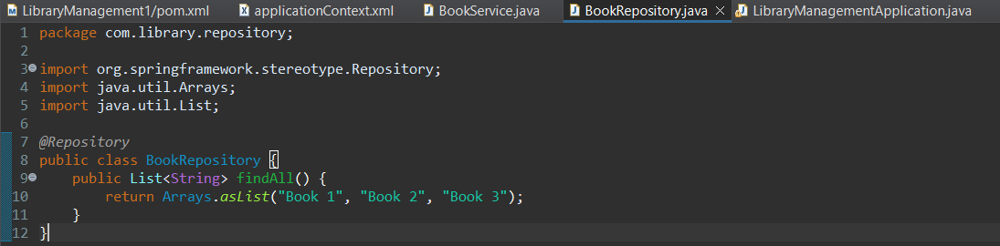 LibraryManagement1/pom.xml applicationContext.xml BookService.java BookRepository.java LibraryManagementApplication.java
1 package com.library.repository;
2
3 import org.springframework.stereotype.Repository;
4 import java.util.Arrays;
5 import java.util.List;
6
7 @Repository
8 public class BookRepository {
9     public List<String> findAll() {
10         return Arrays.asList("Book 1", "Book 2", "Book 3");
11     }
12 }